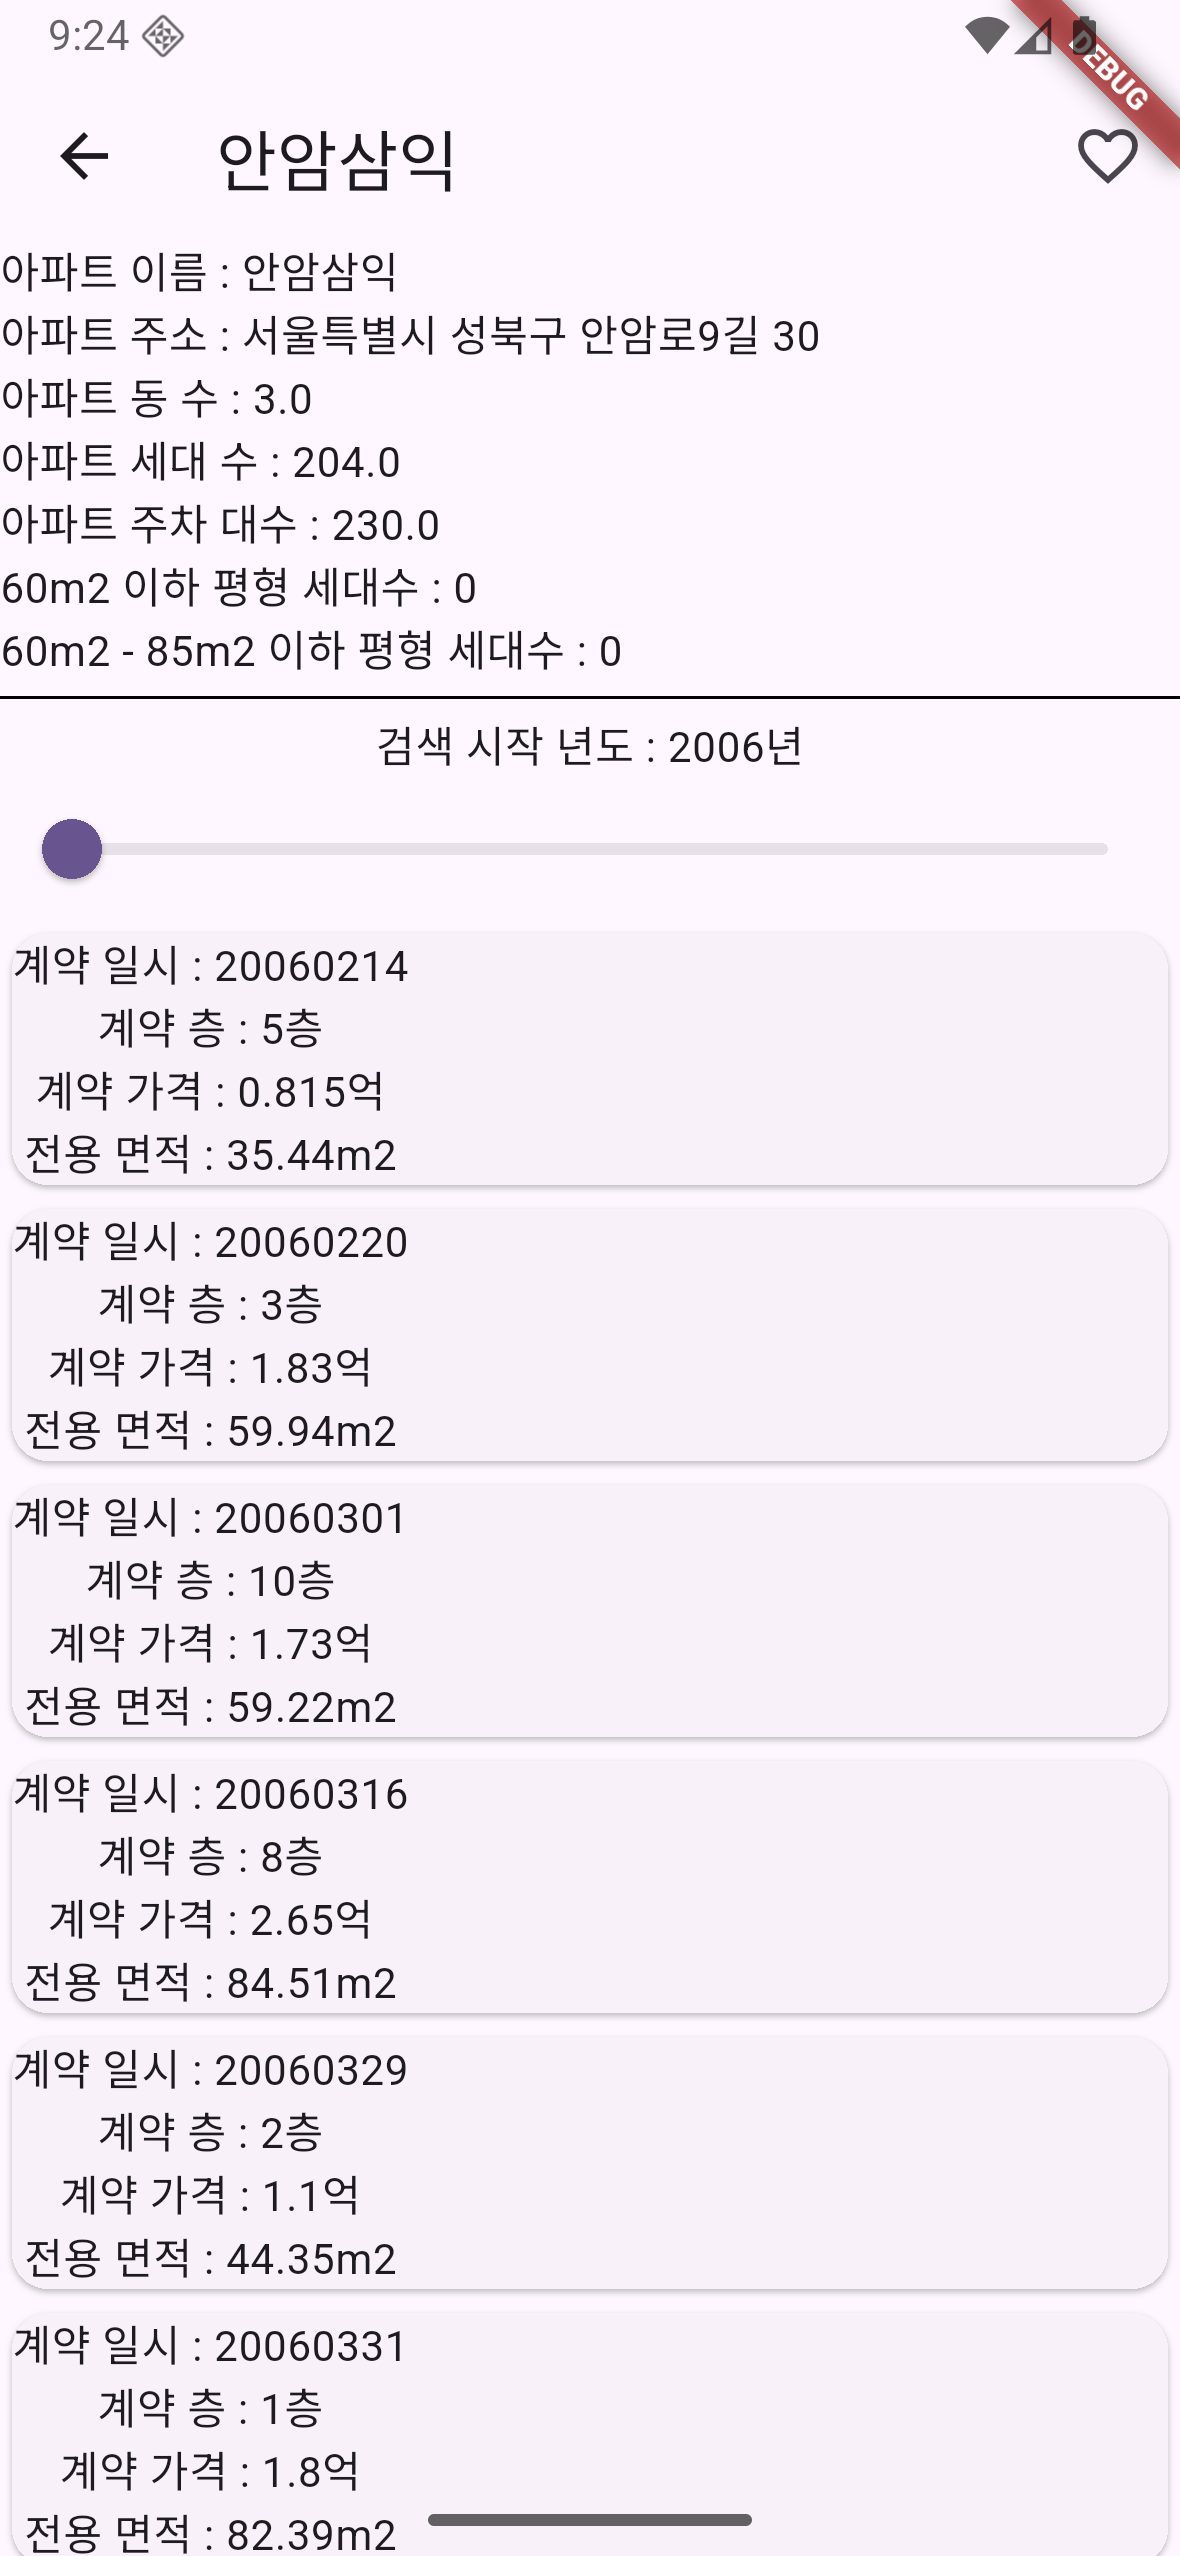 9:24
DEBUG
안암삼익
아파트 이름 : 안암삼익
아파트 주소 : 서울특별시 성북구 안암로9길 30
아파트 동 수 : 3.0
아파트 세대 수 : 204.0
아파트 주차 대수 : 230.0
60m2 이하 평형 세대수 : 0
60m2 - 85m2 이하 평형 세대수 : 0
검색 시작 년도 : 2006년
계약 일시 : 20060214
계약 층 : 5층
계약 가격 : 0.815억
전용 면적 : 35.44m2
계약 일시 : 20060220
계약 층 : 3층
계약 가격 : 1.83억
전용 면적 : 59.94m2
계약 일시 : 20060301
계약 층 : 10층
계약 가격 : 1.73억
전용 면적 : 59.22m2
계약 일시 : 20060316
계약 층 : 8층
계약 가격 : 2.65억
전용 면적 : 84.51m2
계약 일시 : 20060329
계약 층 : 2층
계약 가격 : 1.1억
전용 면적 : 44.35m2
계약 일시 : 20060331
계약 층 : 1층
계약 가격 : 1.8억
전용 면적 : 82.39m2